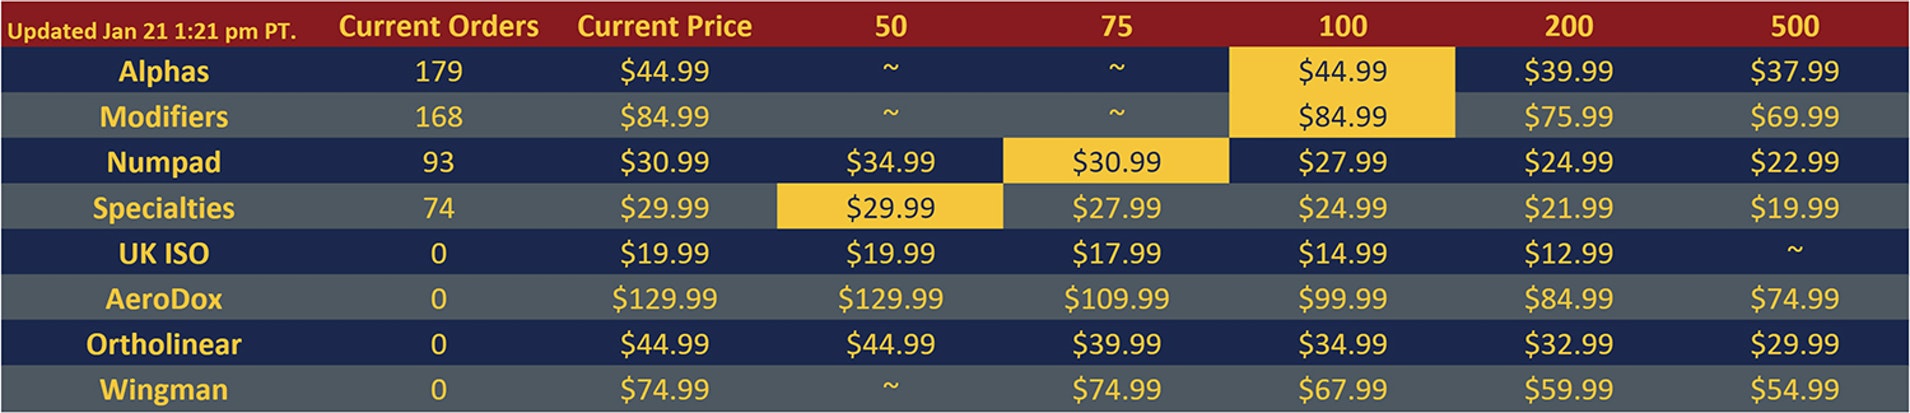 Updated Jan 21 1:21 pm PT. Current Orders Current Price 50 75 100 200 500
Alphas 179 $44.99 ~ ~ $44.99 $39.99 $37.99
Modifiers 168 $84.99 ~ ~ $84.99 $75.99 $69.99
Numpad 93 $30.99 $34.99 $30.99 $27.99 $24.99 $22.99
Specialties 74 $29.99 $29.99 $27.99 $24.99 $21.99 $19.99
UK ISO 0 $19.99 $19.99 $17.99 $14.99 $12.99 ~
AeroDox 0 $129.99 $129.99 $109.99 $99.99 $84.99 $74.99
Ortholinear 0 $44.99 $44.99 $39.99 $34.99 $32.99 $29.99
Wingman 0 $74.99 ~ $74.99 $67.99 $59.99 $54.99